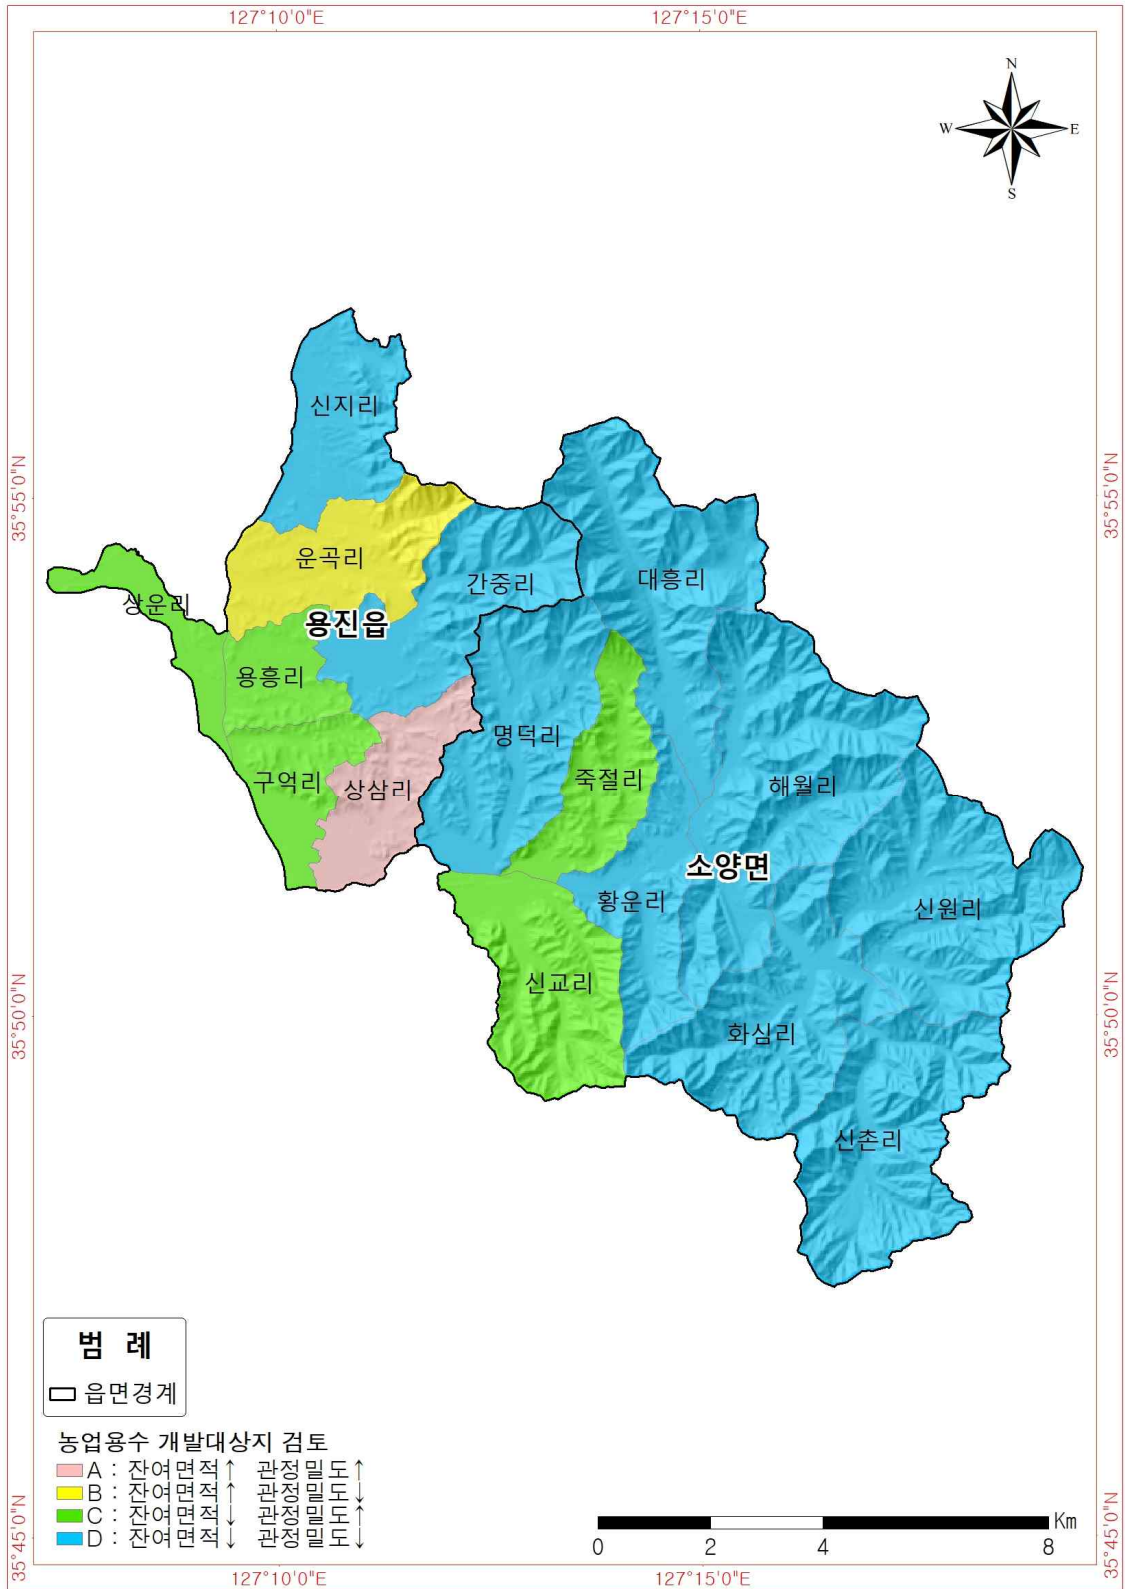 127°10'0"E 127°15'0"E
N
W E
S
신지리
35°55'0"N 35°55'0"N
운곡리
간중리
대흥리
상운리
용진읍
용흥리
명덕리
죽절리
해월리
구억리
상삼리
소양면
황운리
신원리
신교리
35°50'0"N 35°50'0"N
화심리
신촌리
범 례
읍면경계
농업용수 개발대상지 검토
A : 잔여면적↑ 관정밀도↑
B : 잔여면적↑ 관정밀도↓
C : 잔여면적↓ 관정밀도↑
D : 잔여면적↓ 관정밀도↓
Km
0 2 4 8
35°45'0"N 35°45'0"N
127°10'0"E 127°15'0"E